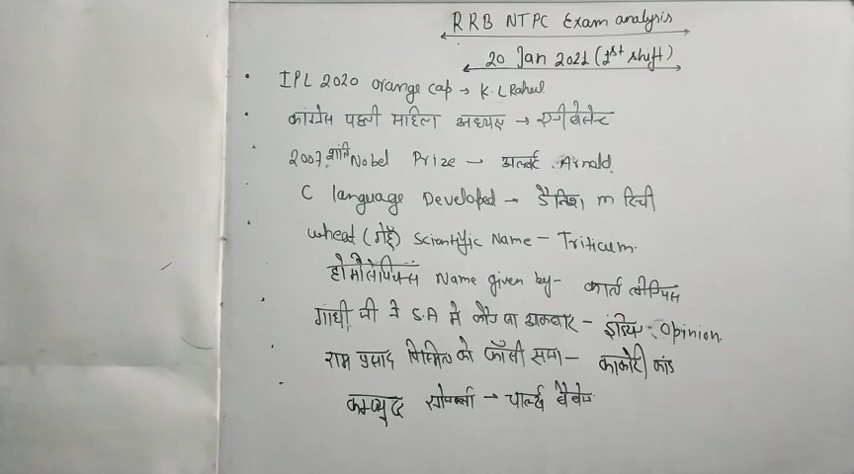 RRB NTPC Exam analysis
20 Jan 2021 (1st shift)
IPL 2020 orange cap → K.L Rahul
कांग्रेस पहली महिला अध्यक्ष → एनी बेसेन्ट
2007 शांति Nobel Prize → अल्बर्ट Arnold
C language Developed → डेनिश m रिची
wheat (गेहूँ) Scientific Name - Triticum.
होमोसेपियंस Name given by - कार्ल लीनियस
गांधी जी ने S.A मे कौन सा अखबार - इंडियन Opinion.
राम प्रसाद बिस्मिल को फाँसी सजा - काकोरी कांड
कम्प्यूटर → चार्ल्स बैबेज